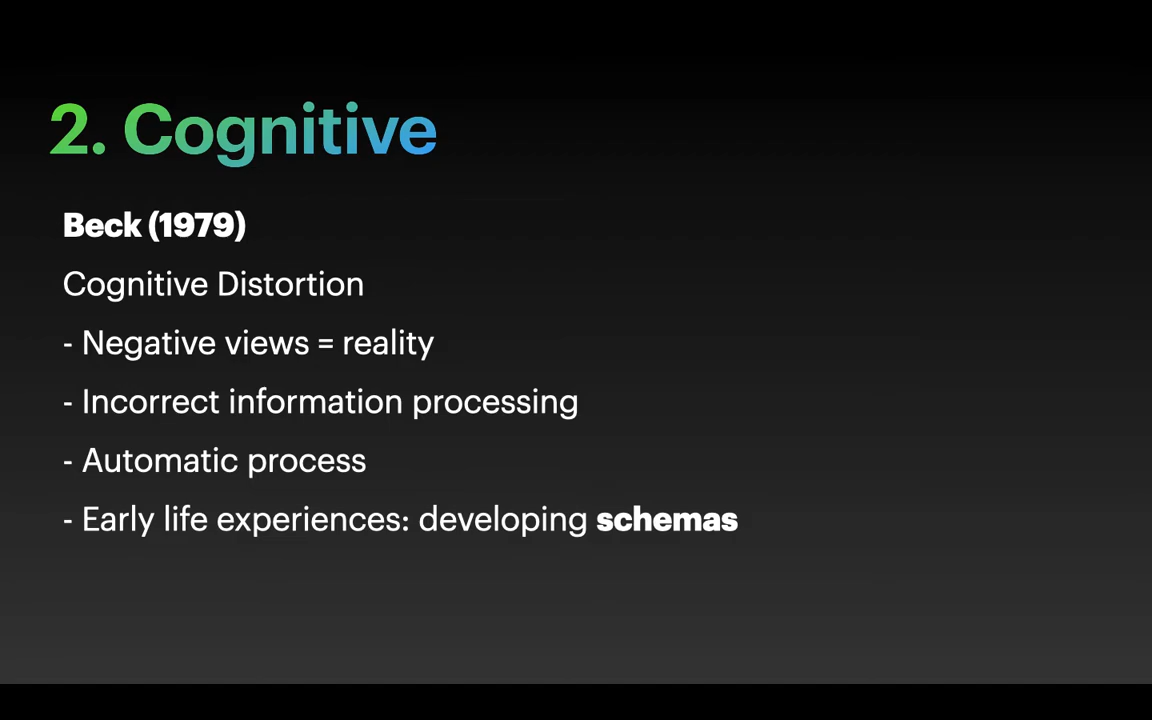 2. Cognitive
Beck (1979)
Cognitive Distortion
- Negative views = reality
- Incorrect information processing
- Automatic process
- Early life experiences: developing schemas